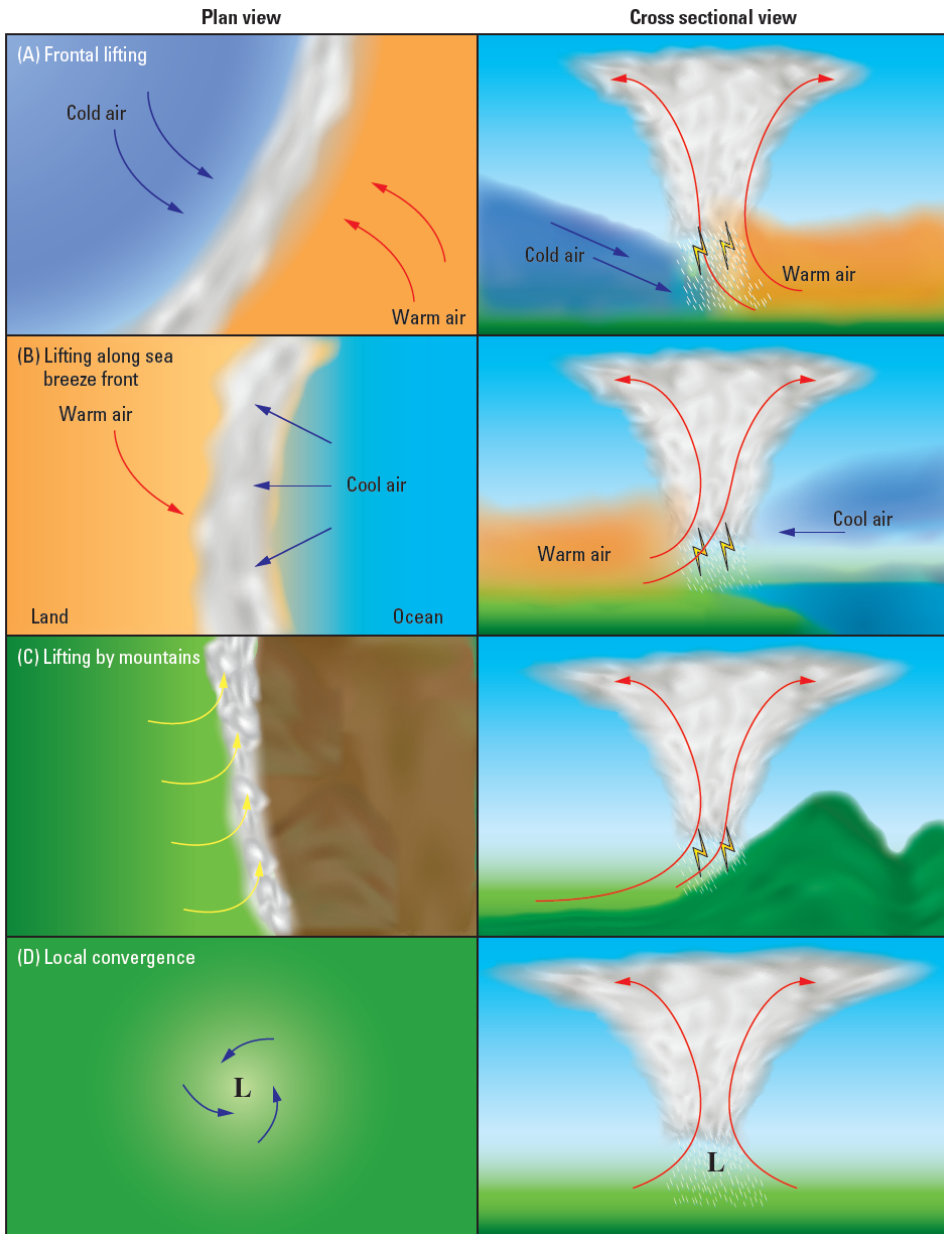 Plan view
Cross sectional view
(A) Frontal lifting
Cold air
Warm air
Cold air
Warm air
(B) Lifting along sea
breeze front
Warm air
Cool air
Land
Ocean
Warm air
Cool air
(C) Lifting by mountains
(D) Local convergence
L
L